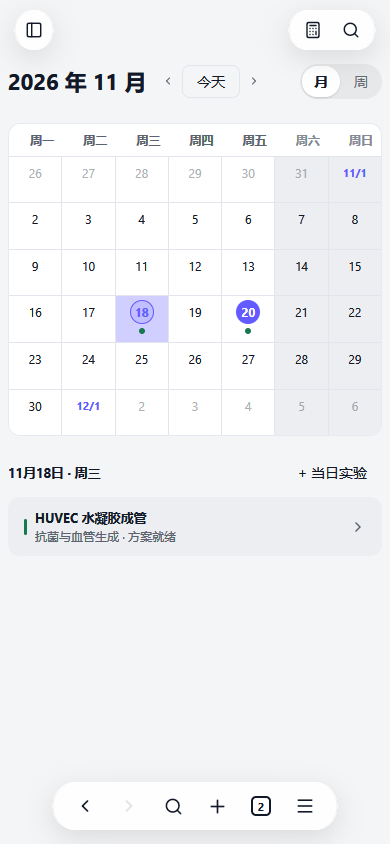 2026 年 11 月
今天
月 周
周一 周二 周三 周四 周五 周六 周日
26 27 28 29 30 31 11/1
2 3 4 5 6 7 8
9 10 11 12 13 14 15
16 17 18 19 20 21 22
23 24 25 26 27 28 29
30 12/1 2 3 4 5 6
11月18日 · 周三
+ 当日实验
HUVEC 水凝胶成管
抗菌与血管生成 · 方案就绪
2